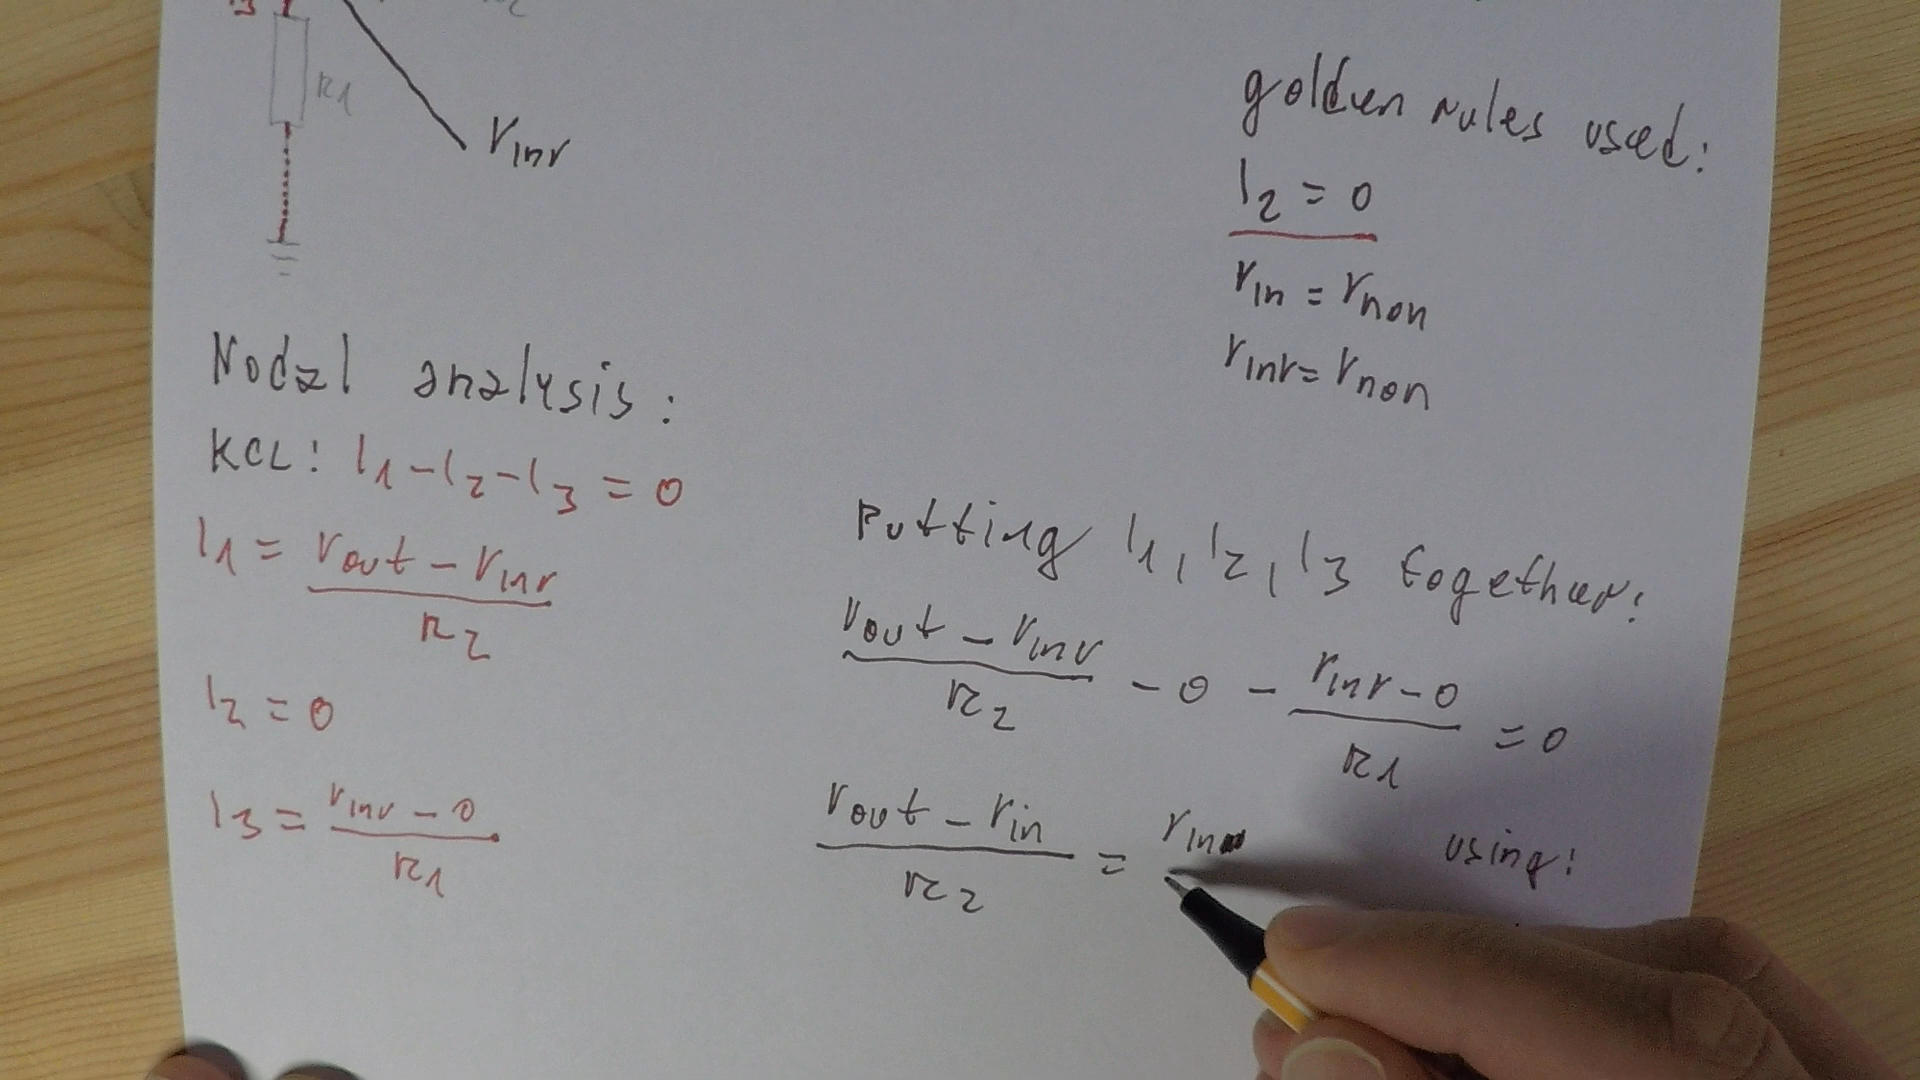 R1
Vinv
golden rules used:
I2 = 0
Vin = Vnon
Vinv = Vnon
Nodal analysis:
KCL: I1 - I2 - I3 = 0
I1 = Vout - Vinv
R2
I2 = 0
I3 = Vinv - 0
R1
Putting I1, I2, I3 together:
Vout - Vinv
R2
- 0 -
Vinv - 0
R1
= 0
Vout - Vin
R2
= Vin
using: